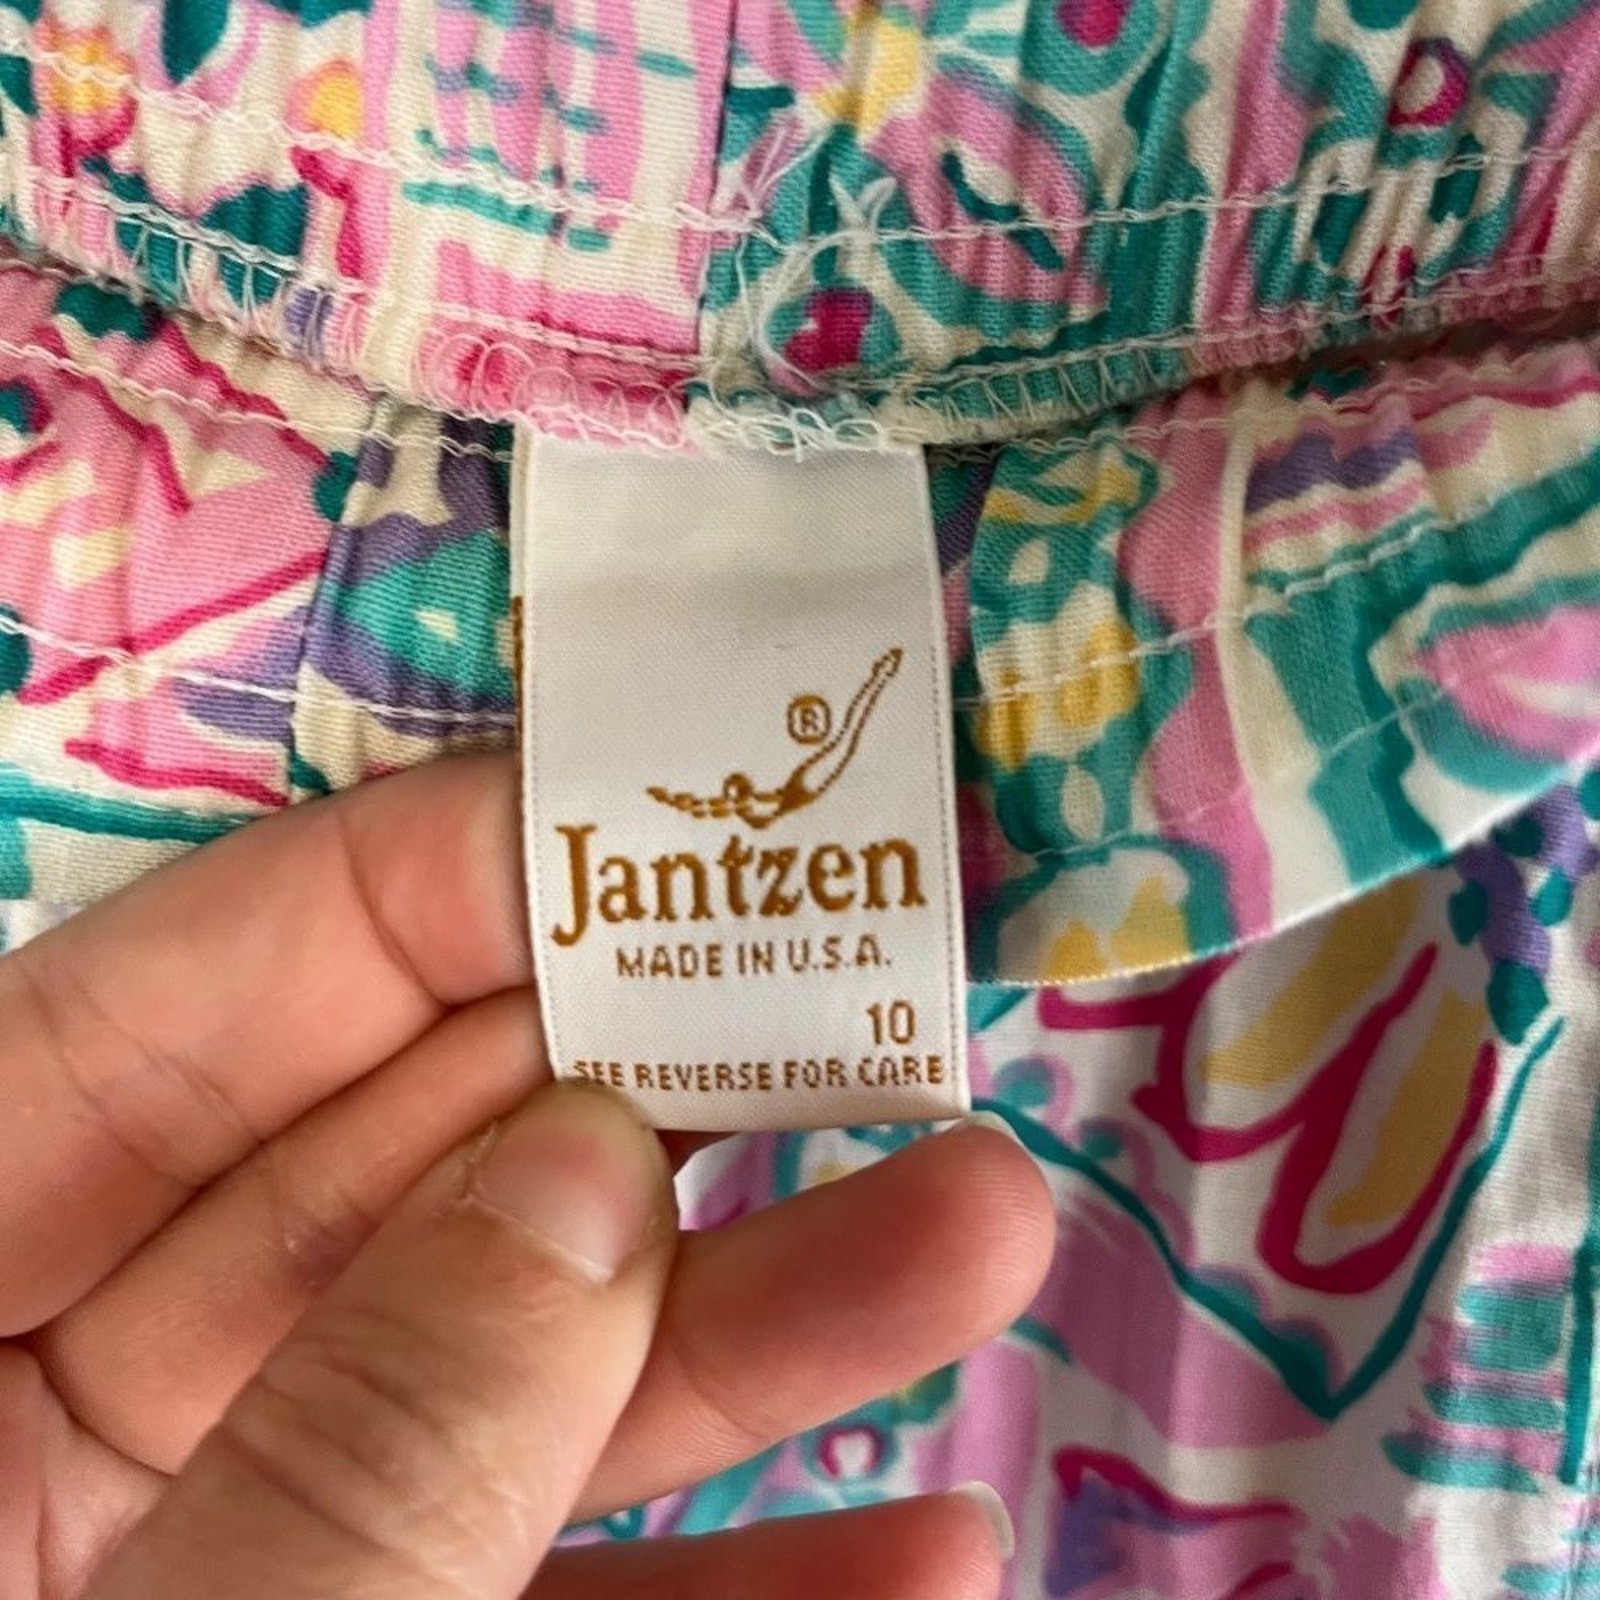 ®
Jantzen
MADE IN U.S.A.
10
SEE REVERSE FOR CARE